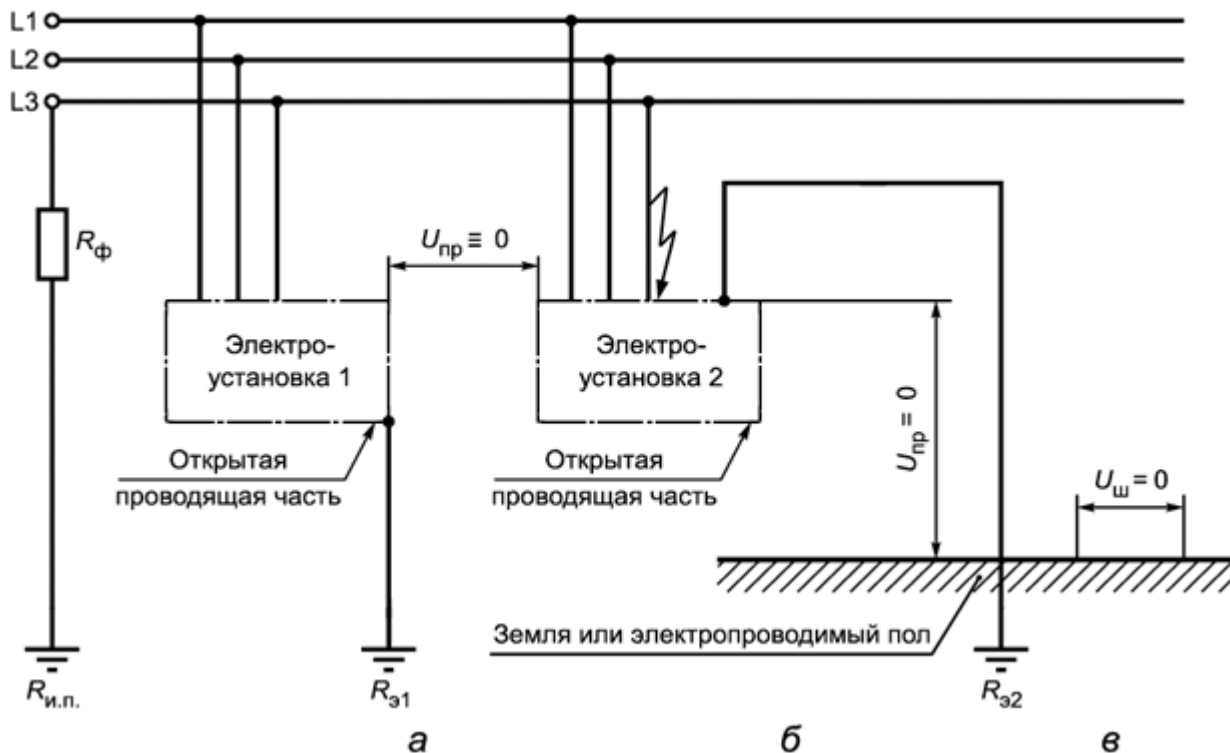 L1
L2
L3
Rф
Uпр ≡ 0
Электро-
установка 1
Электро-
установка 2
Открытая
проводящая часть
Открытая
проводящая часть
Uпр = 0
Uш = 0
Земля или электропроводимый пол
Rи.п.
Rэ1
Rэ2
а
б
в